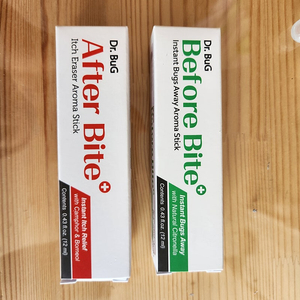 Dr. BuG
After Bite
Itch Eraser Aroma Stick
Instant Itch Relief
with Camphor & Borneol
Contents 0.43 fl.oz. (12 ml)
Dr. BuG
Before Bite
Instant Bugs Away Aroma Stick
Instant Bugs Away
with Natural Citronella
Contents 0.43 fl.oz. (12 ml)